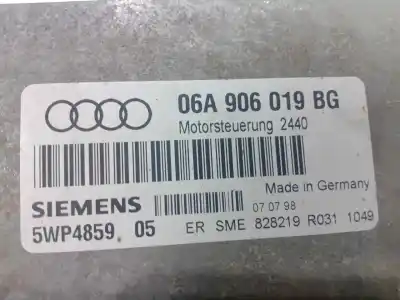 06A 906 019 BG
Motorsteuerung 2440
Made in Germany
SIEMENS 07 07 98
5WP4859. 05 ER SME 828219 R031 1049